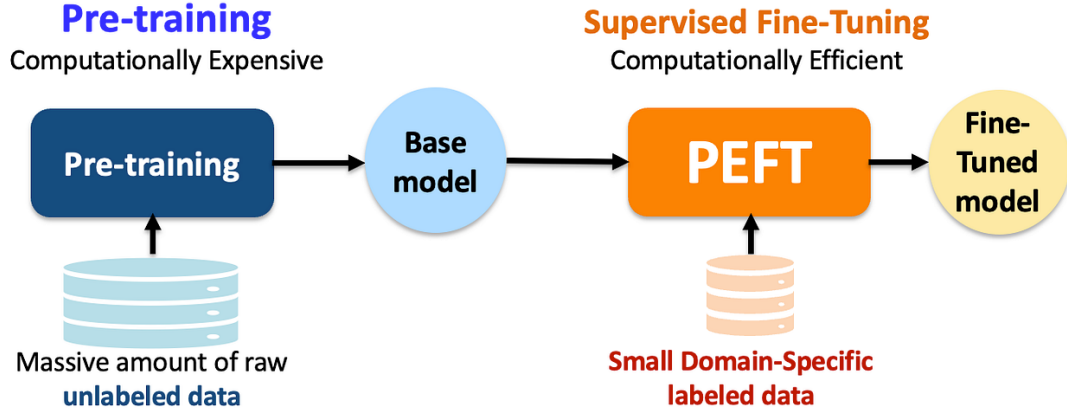 Pre-training
Computationally Expensive
Pre-training
Massive amount of raw
unlabeled data
Base
model
Supervised Fine-Tuning
Computationally Efficient
PEFT
Small Domain-Specific
labeled data
Fine-
Tuned
model